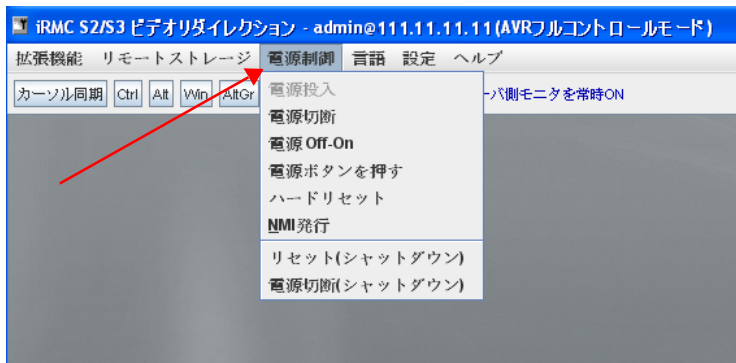 iRMC S2/S3 ビデオリダイレクション - admin@111.11.11.11(AVRフルコントロールモード)
拡張機能 リモートストレージ 電源制御 言語 設定 ヘルプ
カーソル同期 Ctrl Alt Win AltGr ーバ側モニタを常時ON
電源投入
電源切断
電源 Off-On
電源ボタンを押す
ハードリセット
NMI発行
リセット(シャットダウン)
電源切断(シャットダウン)